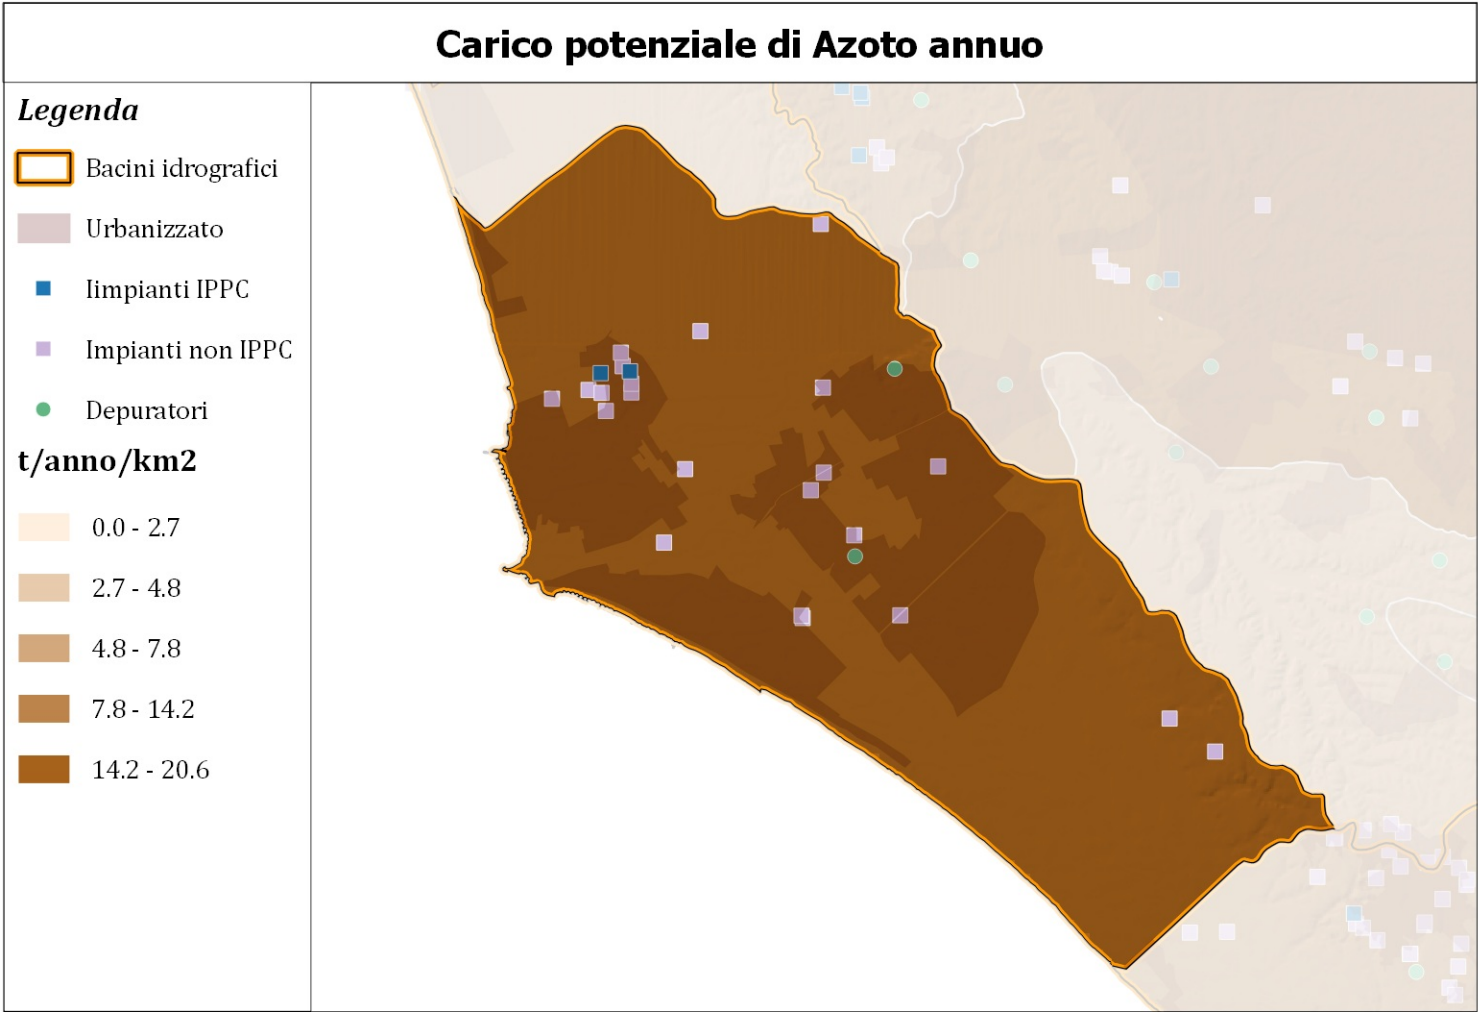 Carico potenziale di Azoto annuo
Legenda
Bacini idrografici
Urbanizzato
Iimpianti IPPC
Impianti non IPPC
Depuratori
t/anno/km2
0.0 - 2.7
2.7 - 4.8
4.8 - 7.8
7.8 - 14.2
14.2 - 20.6